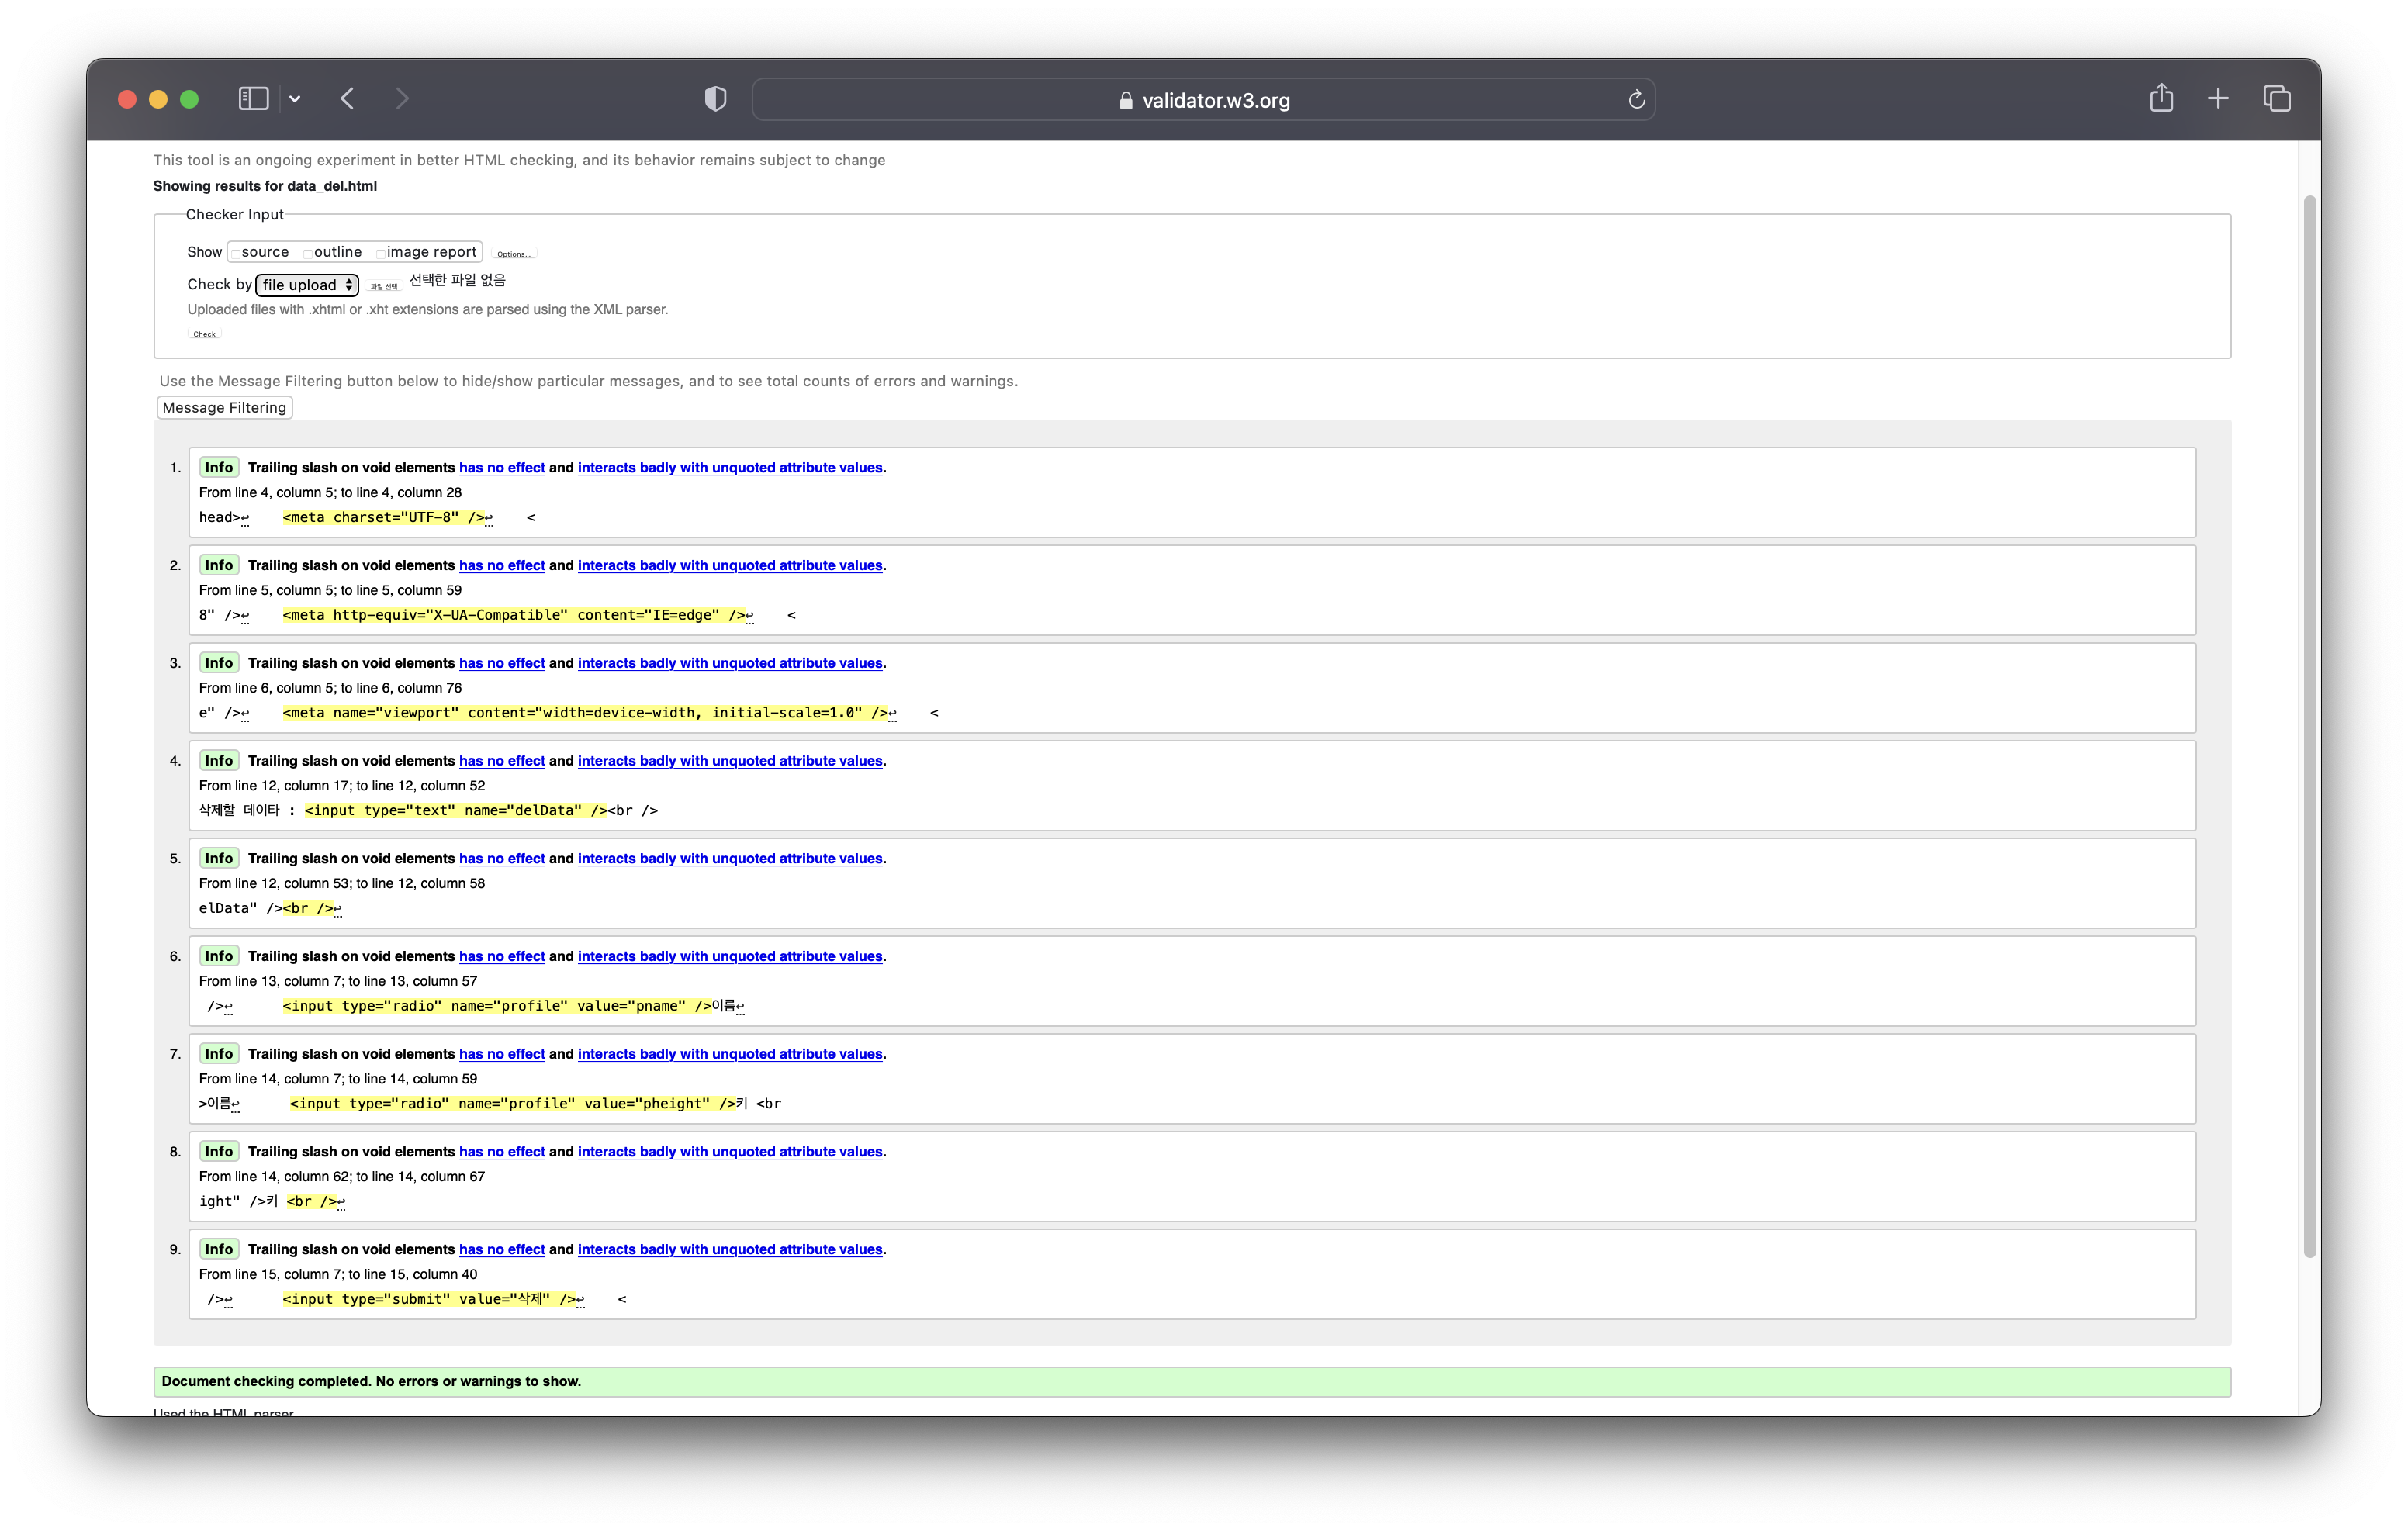 validator.w3.org
This tool is an ongoing experiment in better HTML checking, and its behavior remains subject to change
Showing results for data_del.html
Checker Input
Show source outline image report Options...
Check by file upload 파일 선택 선택한 파일 없음
Uploaded files with .xhtml or .xht extensions are parsed using the XML parser.
Check
Use the Message Filtering button below to hide/show particular messages, and to see total counts of errors and warnings.
Message Filtering
1. Info Trailing slash on void elements has no effect and interacts badly with unquoted attribute values.
From line 4, column 5; to line 4, column 28
head>↩    <meta charset="UTF-8" />↩    <
2. Info Trailing slash on void elements has no effect and interacts badly with unquoted attribute values.
From line 5, column 5; to line 5, column 59
8" />↩    <meta http-equiv="X-UA-Compatible" content="IE=edge" />↩    <
3. Info Trailing slash on void elements has no effect and interacts badly with unquoted attribute values.
From line 6, column 5; to line 6, column 76
e" />↩    <meta name="viewport" content="width=device-width, initial-scale=1.0" />↩    <
4. Info Trailing slash on void elements has no effect and interacts badly with unquoted attribute values.
From line 12, column 17; to line 12, column 52
삭제할 데이타 : <input type="text" name="delData" /><br />
5. Info Trailing slash on void elements has no effect and interacts badly with unquoted attribute values.
From line 12, column 53; to line 12, column 58
elData" /><br />↩
6. Info Trailing slash on void elements has no effect and interacts badly with unquoted attribute values.
From line 13, column 7; to line 13, column 57
/>↩      <input type="radio" name="profile" value="pname" />이름↩
7. Info Trailing slash on void elements has no effect and interacts badly with unquoted attribute values.
From line 14, column 7; to line 14, column 59
>이름↩      <input type="radio" name="profile" value="pheight" />키 <br
8. Info Trailing slash on void elements has no effect and interacts badly with unquoted attribute values.
From line 14, column 62; to line 14, column 67
ight" />키 <br />↩
9. Info Trailing slash on void elements has no effect and interacts badly with unquoted attribute values.
From line 15, column 7; to line 15, column 40
/>↩      <input type="submit" value="삭제" />↩    <
Document checking completed. No errors or warnings to show.
Used the HTML parser